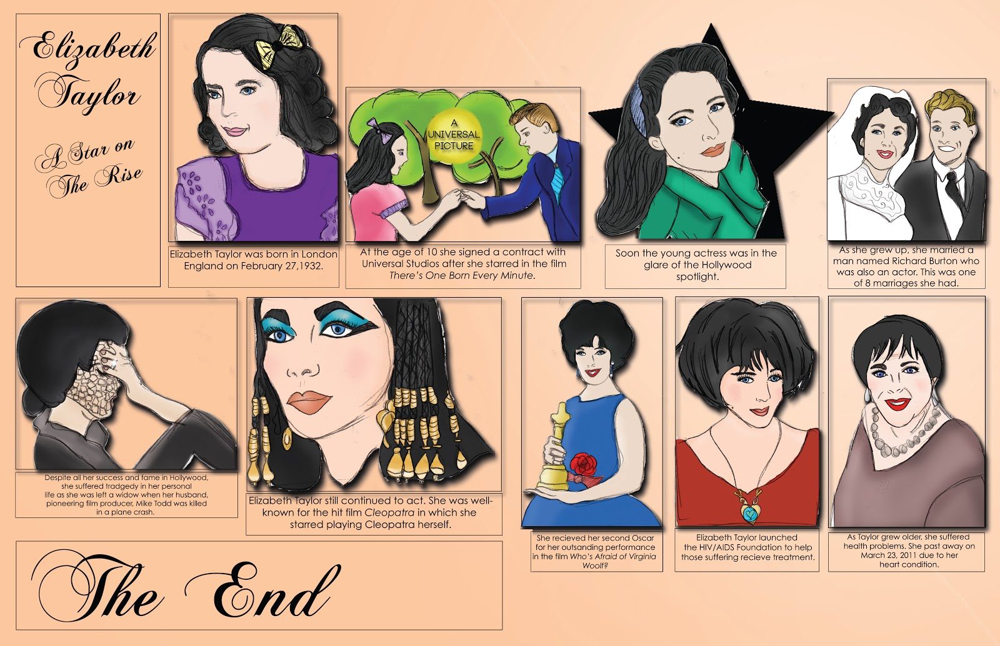 Elizabeth
Taylor
A Star on
The Rise
Elizabeth Taylor was born in London
England on February 27,1932.
A
UNIVERSAL
PICTURE
At the age of 10 she signed a contract with
Universal Studios after she starred in the film
There's One Born Every Minute.
Soon the young actress was in the
glare of the Hollywood
spotlight.
As she grew up, she married a
man named Richard Burton who
was also an actor. This was one
of 8 marriages she had.
Despite all her success and fame in Hollywood,
she suffered tradgedy in her personal
life as she was left a widow when her husband,
pioneering film producer, Mike Todd was killed
in a plane crash.
Elizabeth Taylor still continued to act. She was well-
known for the hit film Cleopatra in which she
starred playing Cleopatra herself.
She recieved her second Oscar
for her outsanding performance
in the film Who's Afraid of Virginia
Woolf?
Elizabeth Taylor launched
the HIV/AIDS Foundation to help
those suffering recieve treatment.
As Taylor grew older, she suffered
health problems. She past away on
March 23, 2011 due to her
heart condition.
The End